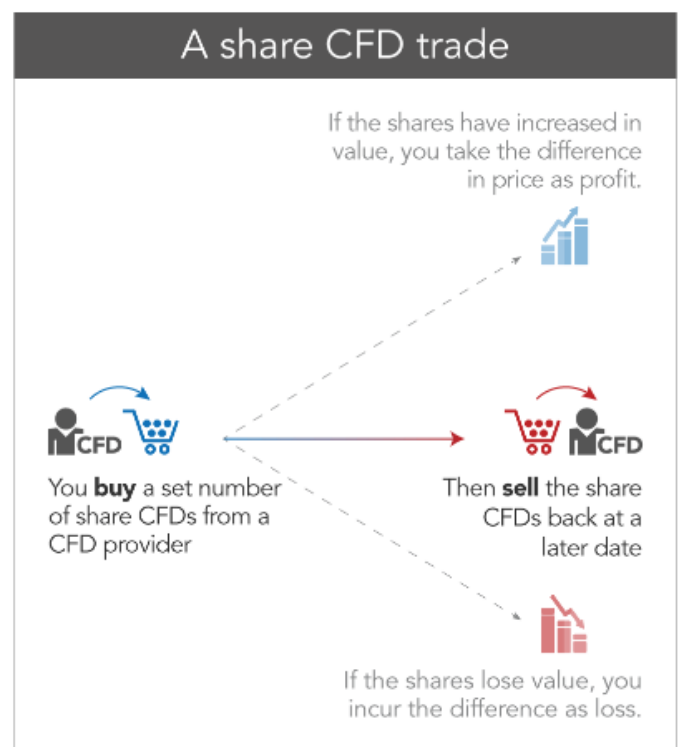 A share CFD trade
If the shares have increased in
value, you take the difference
in price as profit.
CFD
CFD
You buy a set number
of share CFDs from a
CFD provider
Then sell the share
CFDs back at a
later date
If the shares lose value, you
incur the difference as loss.